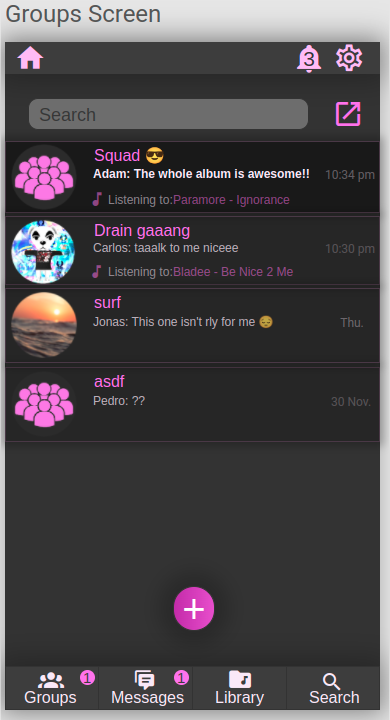 Groups Screen
3
Search
Squad 😎
Adam: The whole album is awesome!! 10:34 pm
Listening to:Paramore - Ignorance
Drain gaaang
Carlos: taaalk to me niceee 10:30 pm
Listening to:Bladee - Be Nice 2 Me
surf
Jonas: This one isn't rly for me 😔 Thu.
asdf
Pedro: ?? 30 Nov.
1 1
Groups Messages Library Search